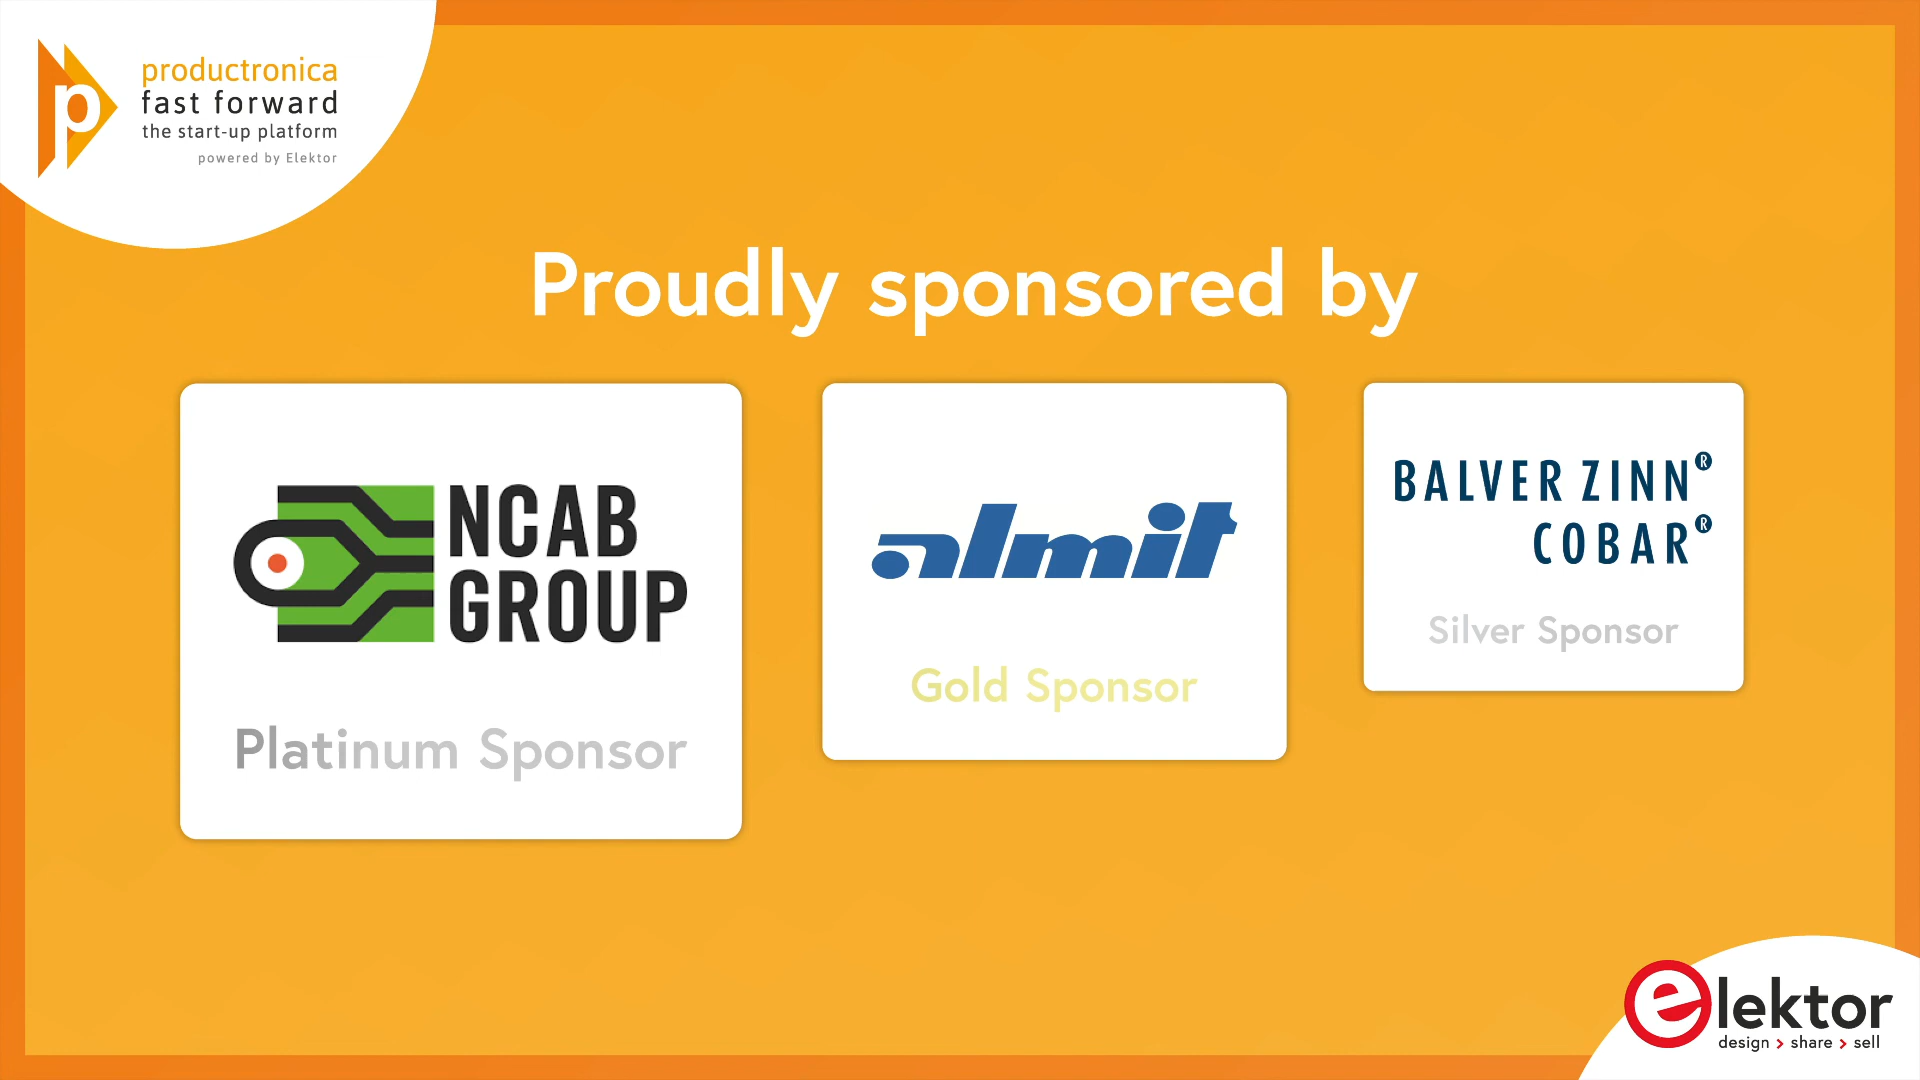 productronica
fast forward
the start-up platform
powered by Elektor
Proudly sponsored by
NCAB
GROUP
Platinum Sponsor
almit
Gold Sponsor
BALVER ZINN®
COBAR®
Silver Sponsor
elektor
design > share > sell